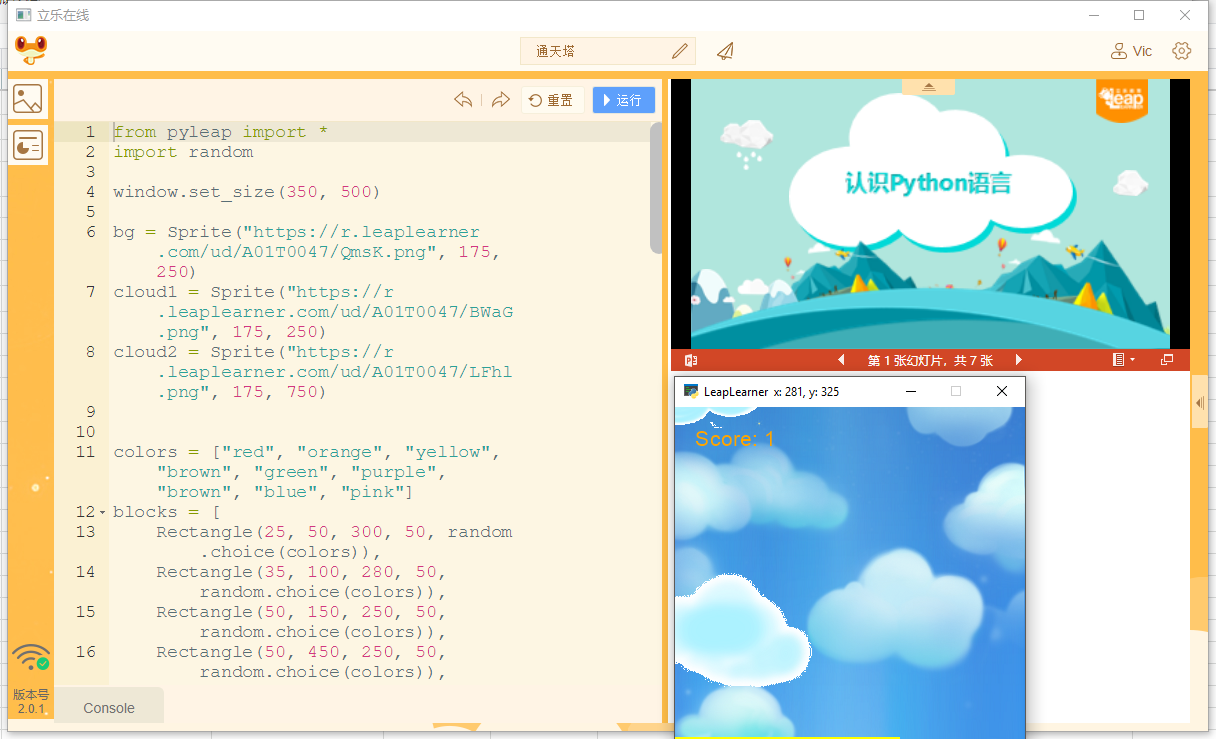 立乐在线
通天塔
Vic
重置
运行
1 from pyleap import *
2 import random
3
4 window.set_size(350, 500)
5
6 bg = Sprite("https://r.leaplearner
.com/ud/A01T0047/QmsK.png", 175,
250)
7 cloud1 = Sprite("https://r
.leaplearner.com/ud/A01T0047/BWaG
.png", 175, 250)
8 cloud2 = Sprite("https://r
.leaplearner.com/ud/A01T0047/LFhl
.png", 175, 750)
9
10
11 colors = ["red", "orange", "yellow",
"brown", "green", "purple",
"brown", "blue", "pink"]
12 blocks = [
13 Rectangle(25, 50, 300, 50, random
.choice(colors)),
14 Rectangle(35, 100, 280, 50,
random.choice(colors)),
15 Rectangle(50, 150, 250, 50,
random.choice(colors)),
16 Rectangle(50, 450, 250, 50,
random.choice(colors)),
版本号
2.0.1
Console
leap
认识Python语言
第 1 张幻灯片，共 7 张
LeapLearner x: 281, y: 325
Score: 1